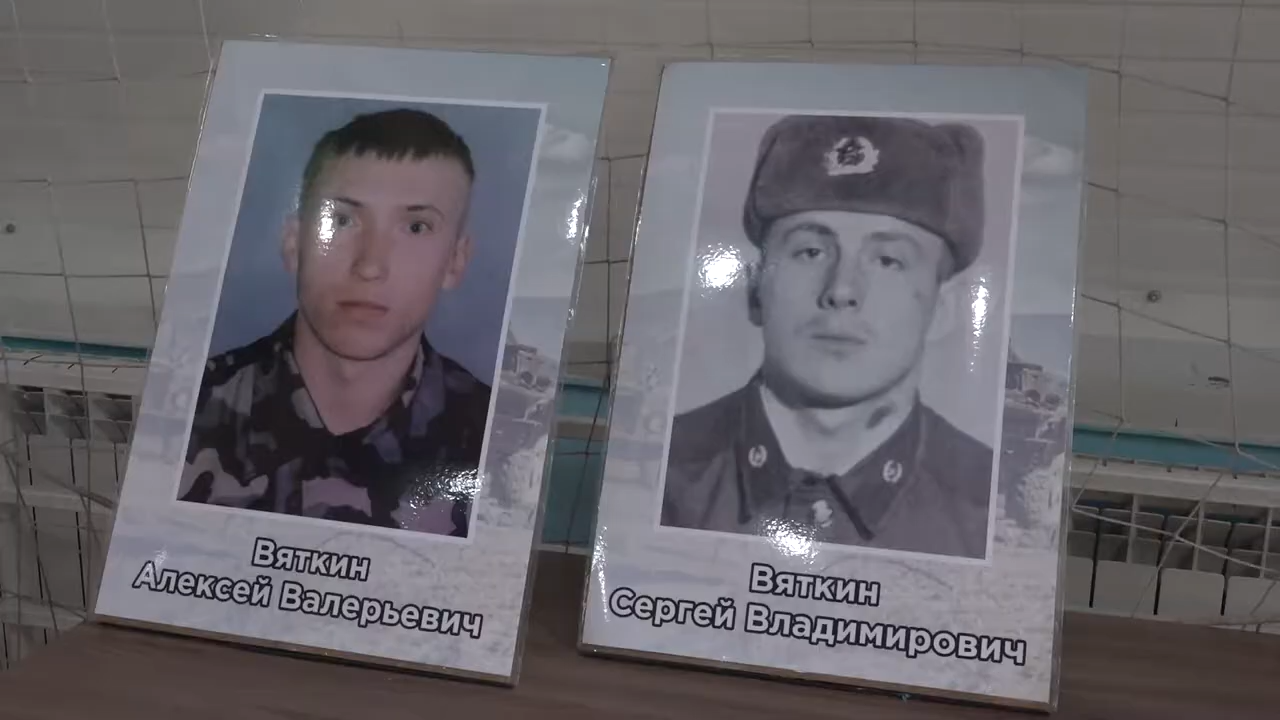 Вяткин
Алексей Валерьевич
Вяткин
Сергей Владимирович